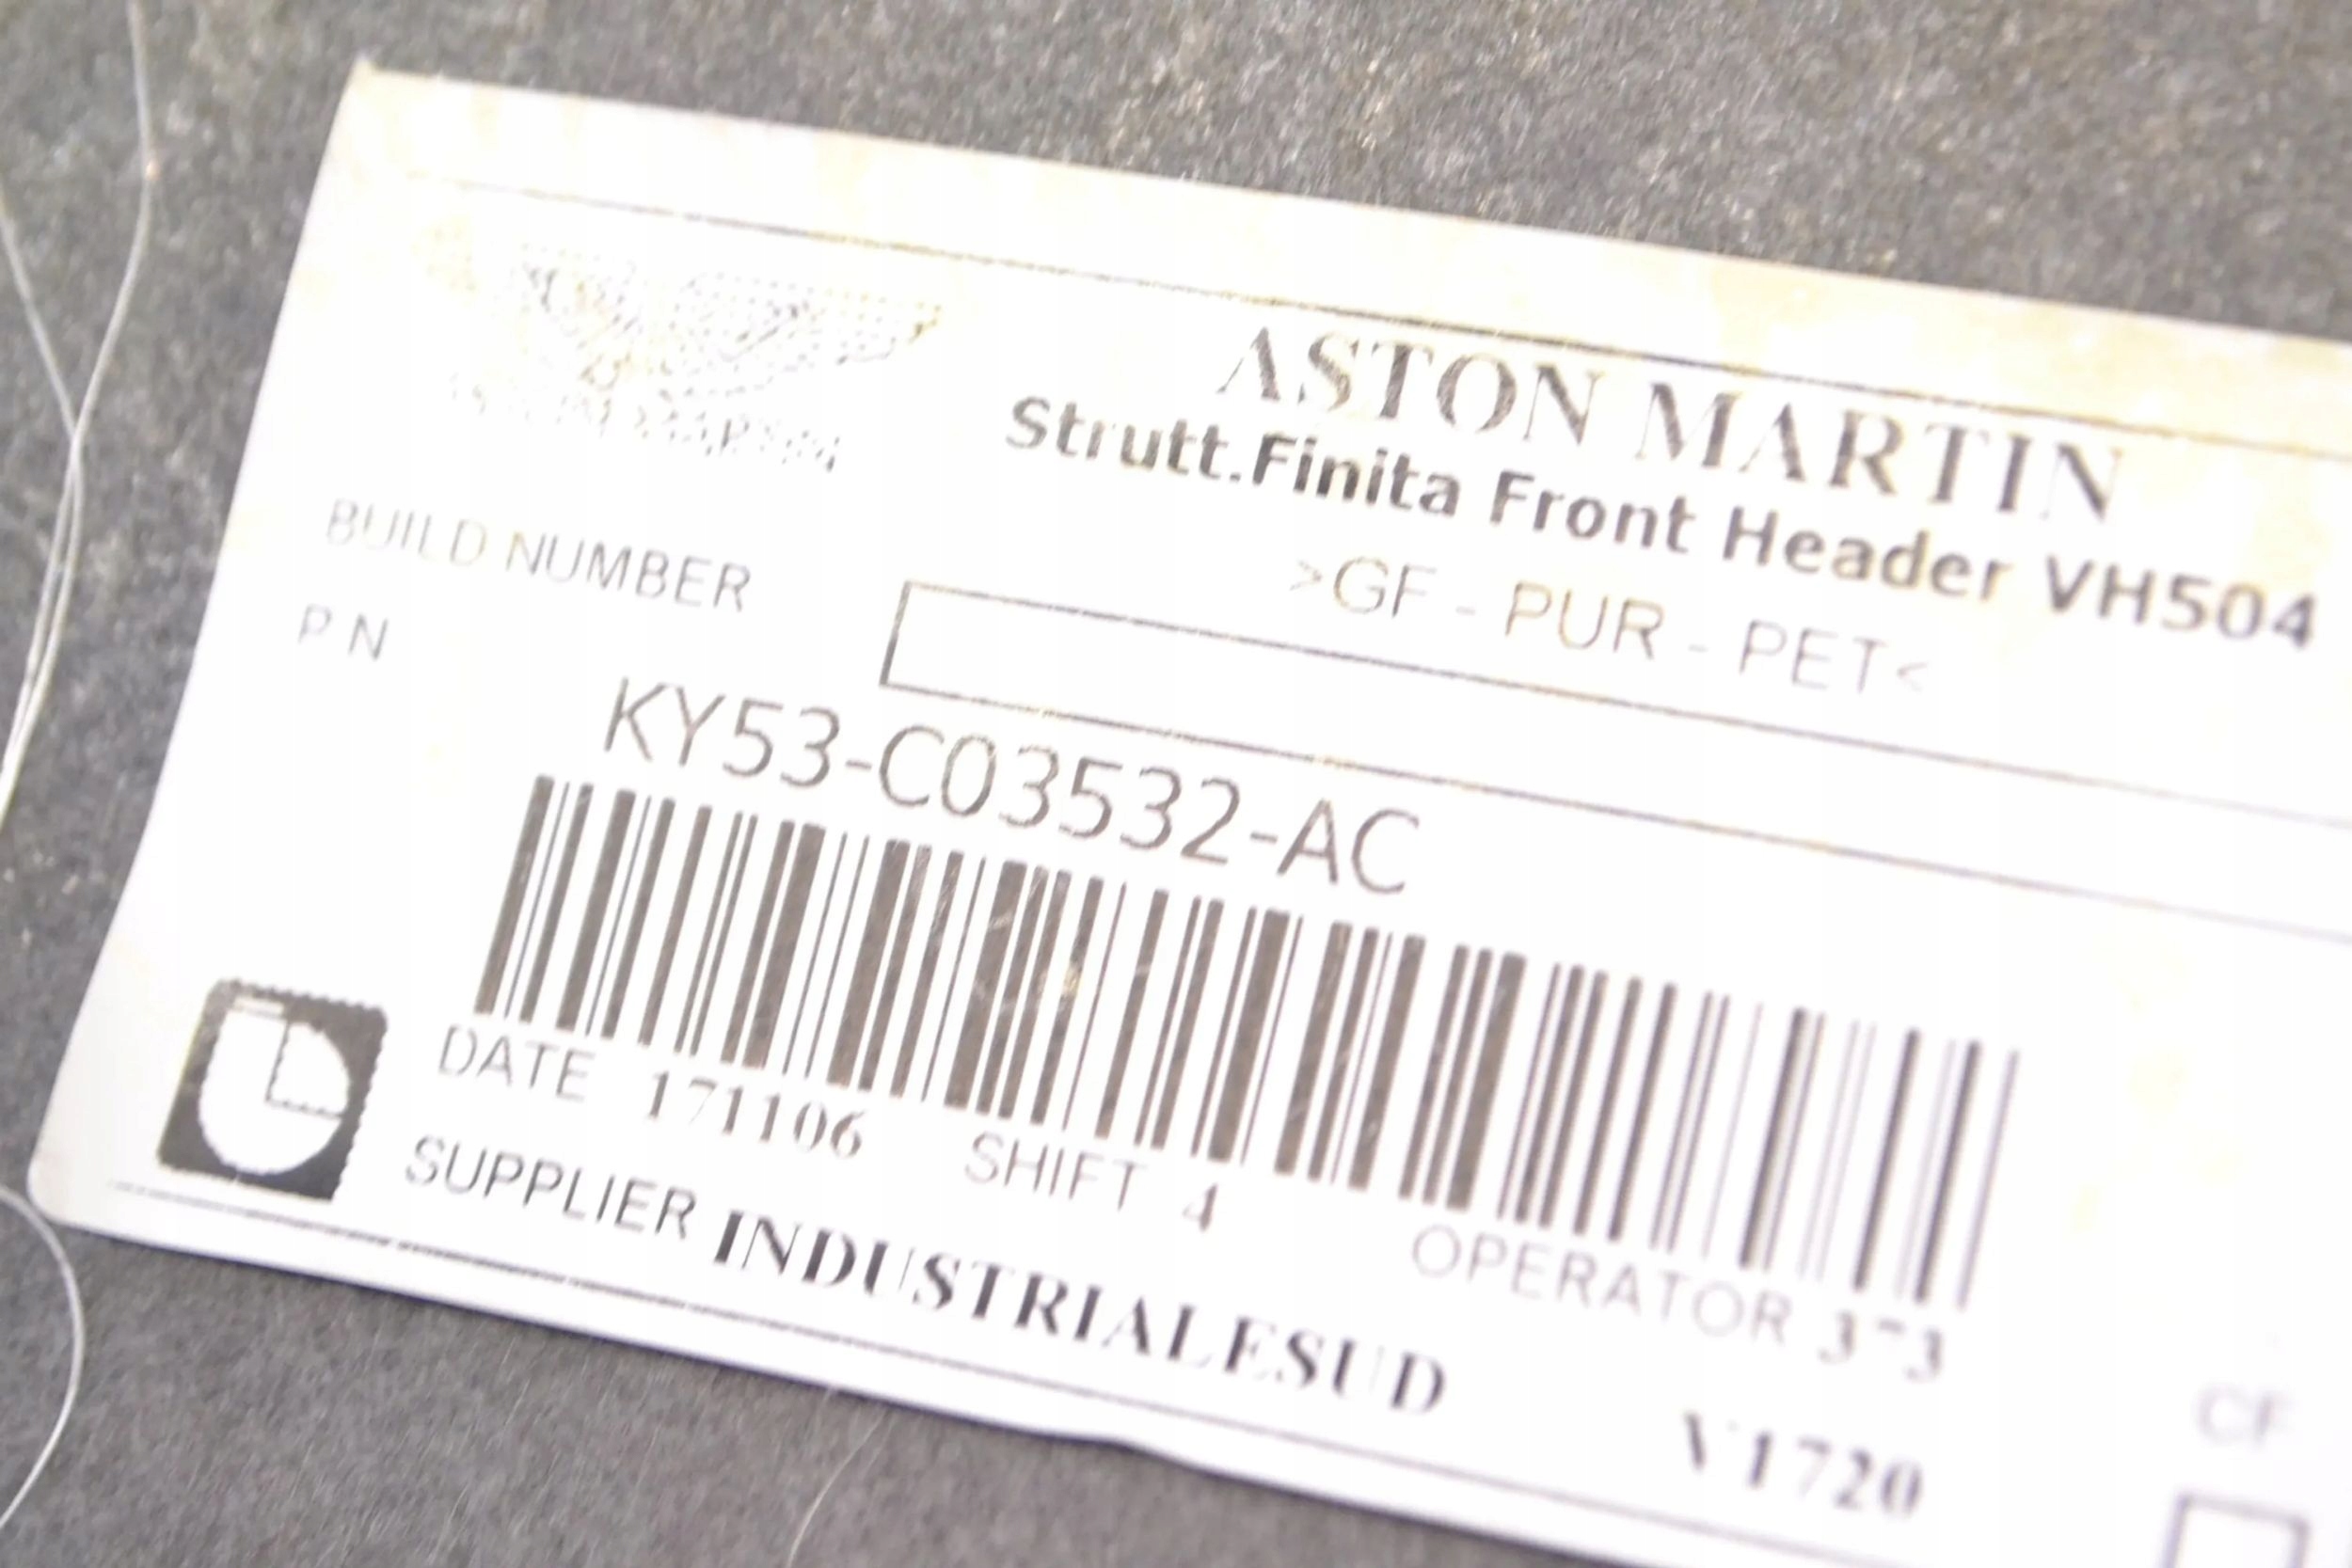 ASTON MARTIN
Strutt.Finita Front Header VH504
>GF - PUR - PET<
BUILD NUMBER
P N
KY53-C03532-AC
DATE 171106 SHIFT 4 OPERATOR 373
SUPPLIER INDUSTRIALESUD V1720